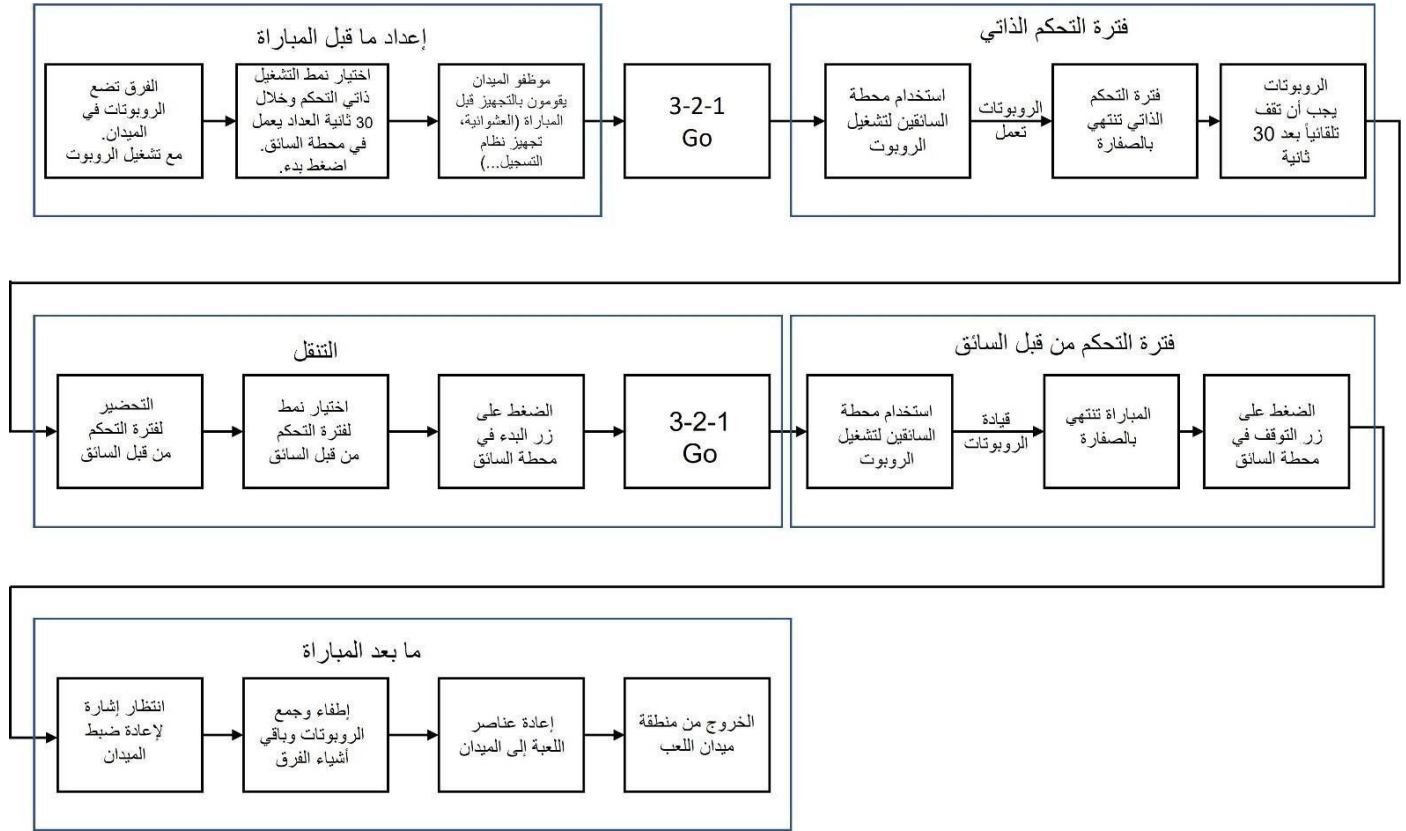 إعداد ما قبل المباراة
الفرق تضع
الروبوتات في
الميدان.
مع تشغيل الروبوت
اختيار نمط التشغيل
ذاتي التحكم وخلال
30 ثانية العداد يعمل
في محطة السائق.
اضغط بدء.
موظفو الميدان
يقومون بالتجهيز قبل
المباراة (العشوائية،
تجهيز نظام
التسجيل...)
3-2-1
Go
فترة التحكم الذاتي
استخدام محطة
السائقين لتشغيل
الروبوت
الروبوتات
تعمل
فترة التحكم
الذاتي تنتهي
بالصفارة
الروبوتات
يجب أن تقف
تلقائياً بعد 30
ثانية
التنقل
التحضير
لفترة التحكم
من قبل السائق
اختيار نمط
لفترة التحكم
من قبل السائق
الضغط على
زر البدء في
محطة السائق
3-2-1
Go
فترة التحكم من قبل السائق
استخدام محطة
السائقين لتشغيل
الروبوت
قيادة
الروبوتات
المباراة تنتهي
بالصفارة
الضغط على
زر التوقف في
محطة السائق
ما بعد المباراة
انتظار إشارة
لإعادة ضبط
الميدان
إطفاء وجمع
الروبوتات وباقي
أشياء الفرق
إعادة عناصر
اللعبة إلى الميدان
الخروج من منطقة
ميدان اللعب